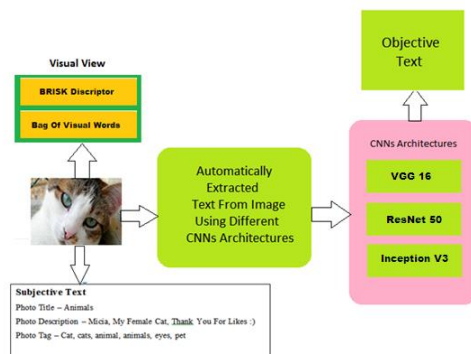 Visual View
BRISK Discriptor
Bag Of Visual Words
Automatically
Extracted
Text From Image
Using Different
CNNs Architectures
Objective
Text
CNNs Architectures
VGG 16
ResNet 50
Inception V3
Subjective Text
Photo Title – Animals
Photo Description – Micia, My Female Cat, Thank You For Likes :)
Photo Tag – Cat, cats, animal, animals, eyes, pet